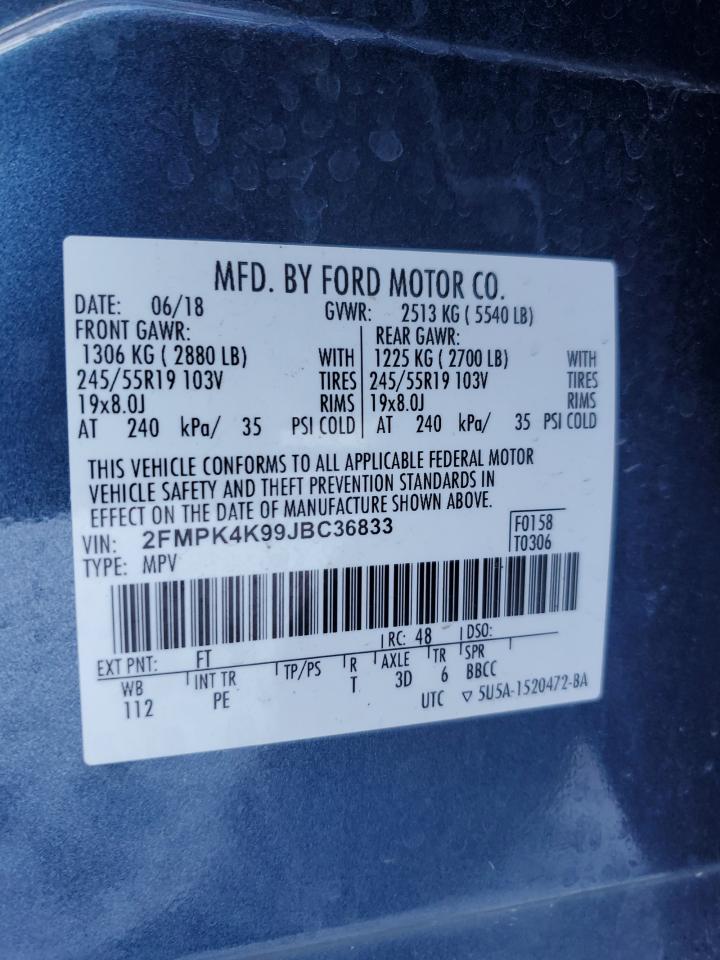 MFD. BY FORD MOTOR CO.
DATE: 06/18 GVWR: 2513 KG ( 5540 LB)
FRONT GAWR: REAR GAWR:
1306 KG ( 2880 LB) WITH 1225 KG ( 2700 LB) WITH
245/55R19 103V TIRES 245/55R19 103V TIRES
19x8.0J RIMS 19x8.0J RIMS
AT 240 kPa/ 35 PSI COLD AT 240 kPa/ 35 PSI COLD
THIS VEHICLE CONFORMS TO ALL APPLICABLE FEDERAL MOTOR
VEHICLE SAFETY AND THEFT PREVENTION STANDARDS IN
EFFECT ON THE DATE OF MANUFACTURE SHOWN ABOVE.
VIN: 2FMPK4K99JBC36833 F0158
TYPE: MPV T0306
EXT PNT: FT RC: 48 DSO:
WB INT TR TP/PS R AXLE TR SPR
112 PE T 3D 6 BBCC
UTC ▽ 5U5A-1520472-BA